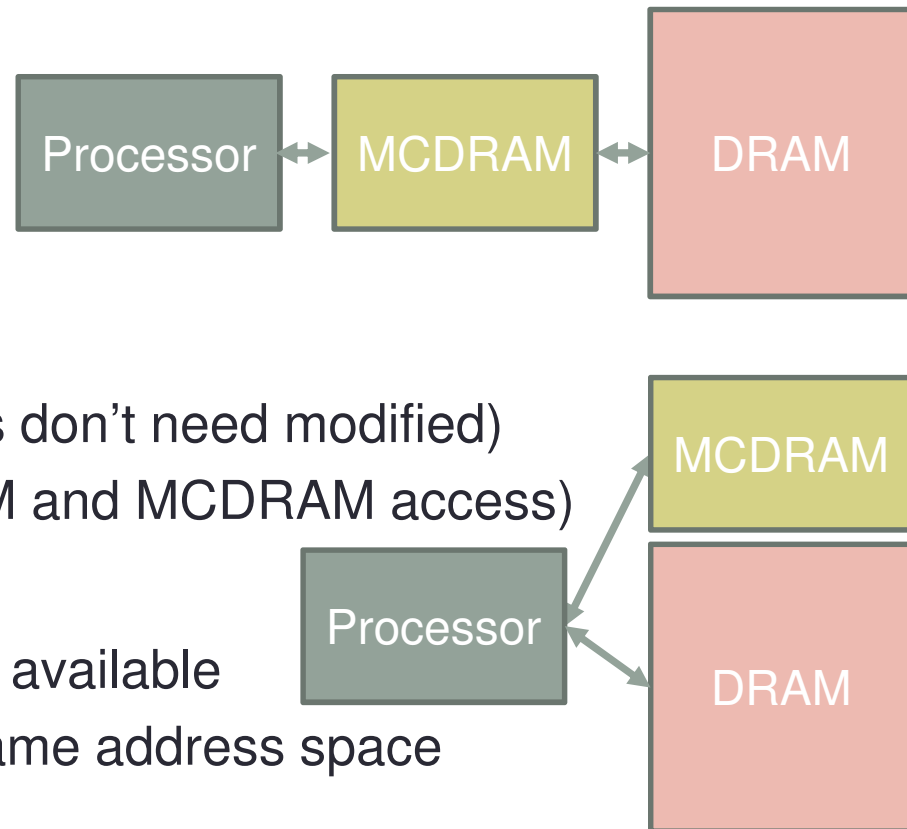 Processor MCDRAM DRAM
s don’t need modified)
MCDRAM
M and MCDRAM access)
Processor
available
DRAM
ame address space